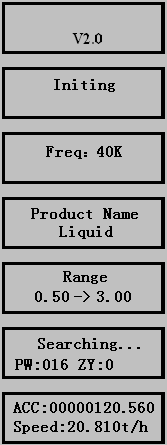 V2.0
Initing
Freq: 40K
Product Name
Liquid
Range
0.50->3.00
Searching...
PW:016 ZY:0
ACC:00000120.560
Speed:20.810t/h